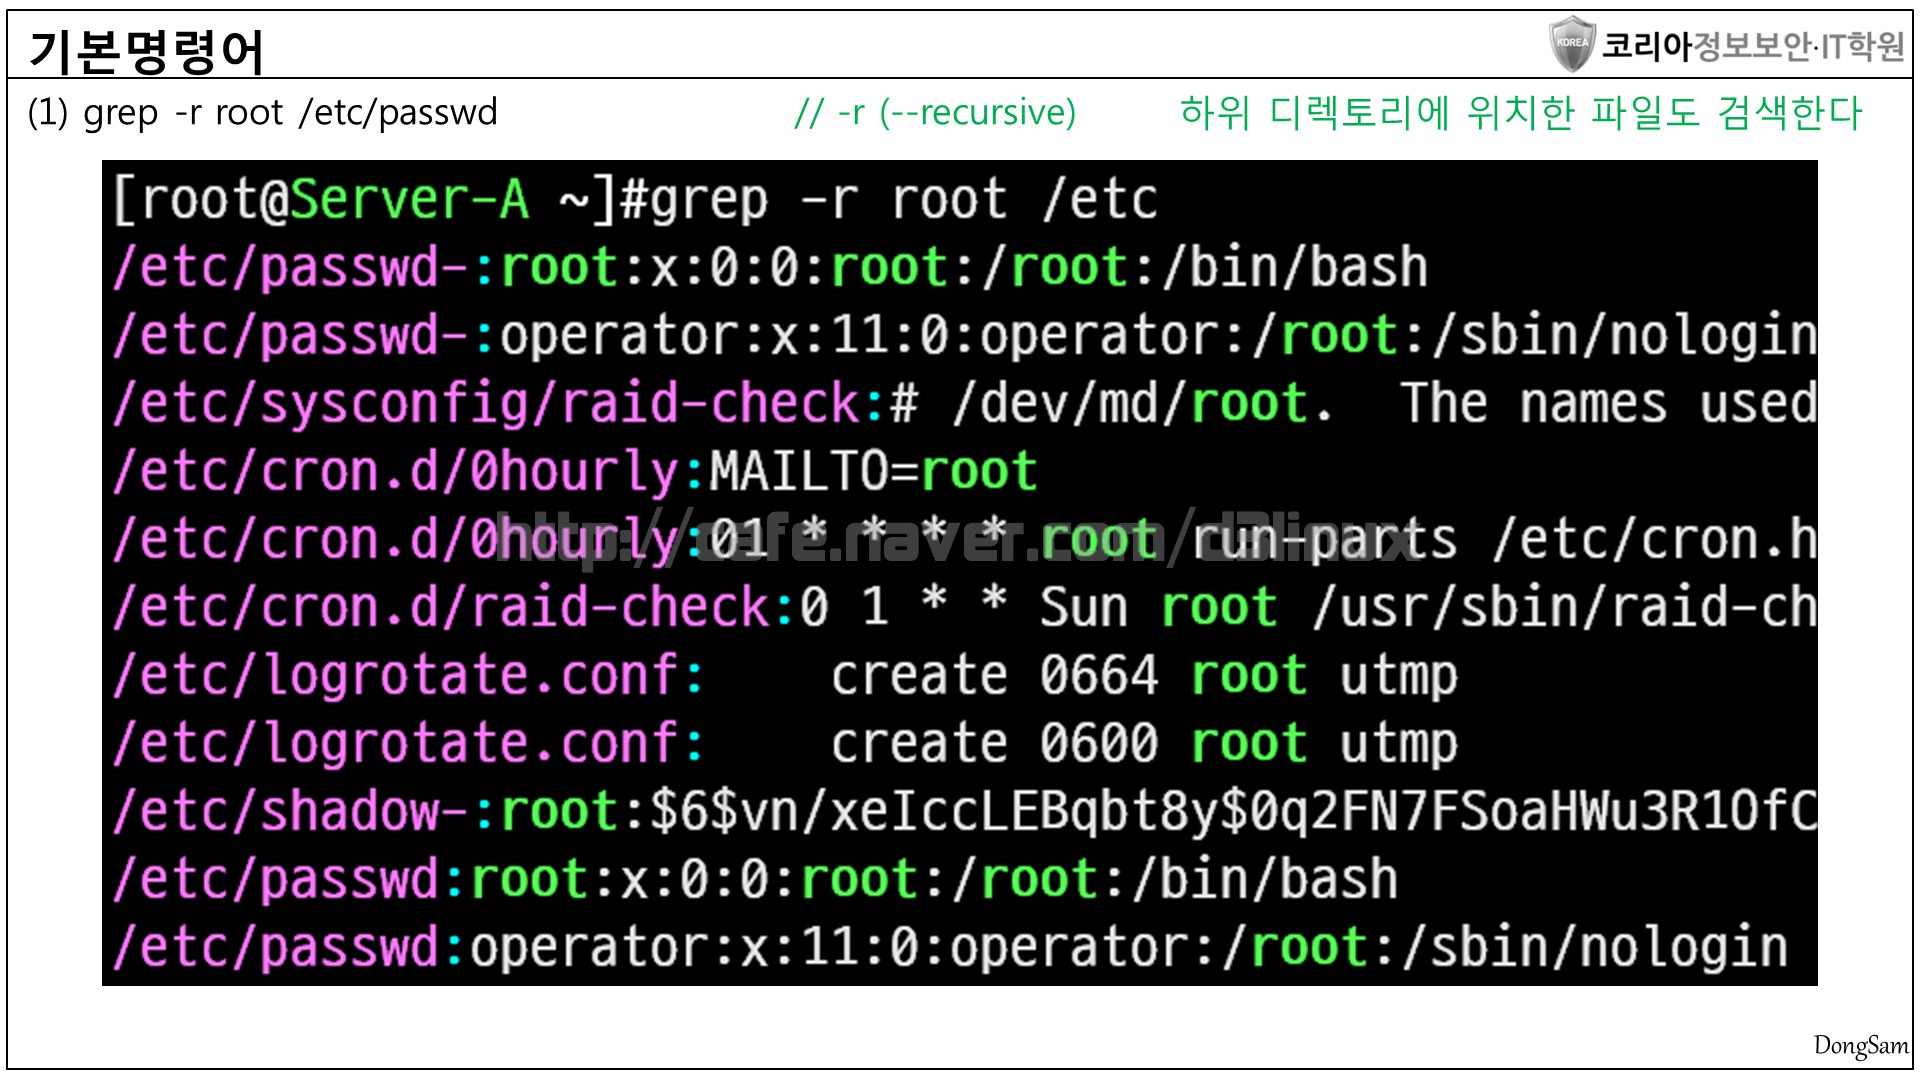 기본명령어
KOREA 코리아정보보안·IT학원
(1) grep -r root /etc/passwd // -r (--recursive) 하위 디렉토리에 위치한 파일도 검색한다
[root@Server-A ~]#grep -r root /etc
/etc/passwd-:root:x:0:0:root:/root:/bin/bash
/etc/passwd-:operator:x:11:0:operator:/root:/sbin/nologin
/etc/sysconfig/raid-check:# /dev/md/root.  The names used
/etc/cron.d/0hourly:MAILTO=root
/etc/cron.d/0hourly:01 * * * * root run-parts /etc/cron.h
http://cafe.naver.com/d3linux
/etc/cron.d/raid-check:0 1 * * Sun root /usr/sbin/raid-ch
/etc/logrotate.conf:    create 0664 root utmp
/etc/logrotate.conf:    create 0600 root utmp
/etc/shadow-:root:$6$vn/xeIccLEBqbt8y$0q2FN7FSoaHWu3R1OfC
/etc/passwd:root:x:0:0:root:/root:/bin/bash
/etc/passwd:operator:x:11:0:operator:/root:/sbin/nologin
DongSam